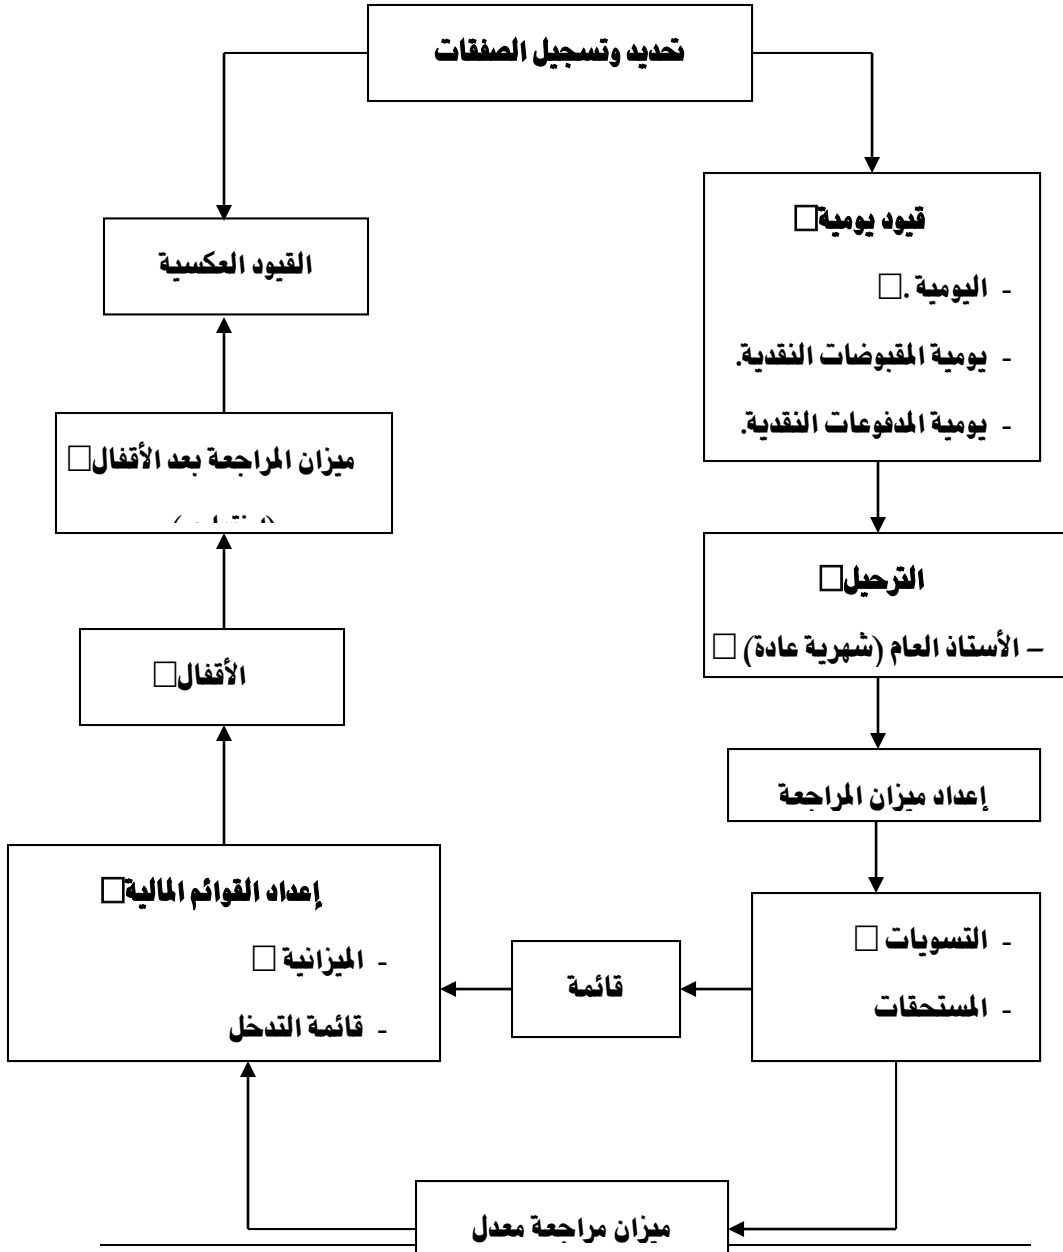 تحديد وتسجيل الصفقات
قيود يومية
- اليومية .
- يومية المقبوضات النقدية.
- يومية المدفوعات النقدية.
الترحيل
– الأستاذ العام (شهرية عادة)
إعداد ميزان المراجعة
- التسويات
- المستحقات
قائمة
ميزان مراجعة معدل
إعداد القوائم المالية
- الميزانية
- قائمة التدخل
الأقفال
ميزان المراجعة بعد الأقفال
القيود العكسية